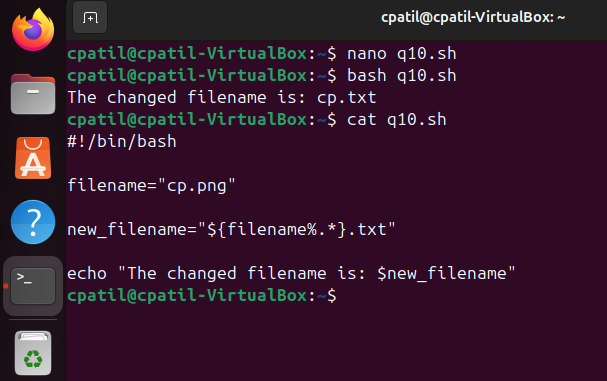 cpatil@cpatil-VirtualBox: ~
cpatil@cpatil-VirtualBox:~$ nano q10.sh
cpatil@cpatil-VirtualBox:~$ bash q10.sh
The changed filename is: cp.txt
cpatil@cpatil-VirtualBox:~$ cat q10.sh
#!/bin/bash
filename="cp.png"
new_filename="${filename%.*}.txt"
echo "The changed filename is: $new_filename"
cpatil@cpatil-VirtualBox:~$